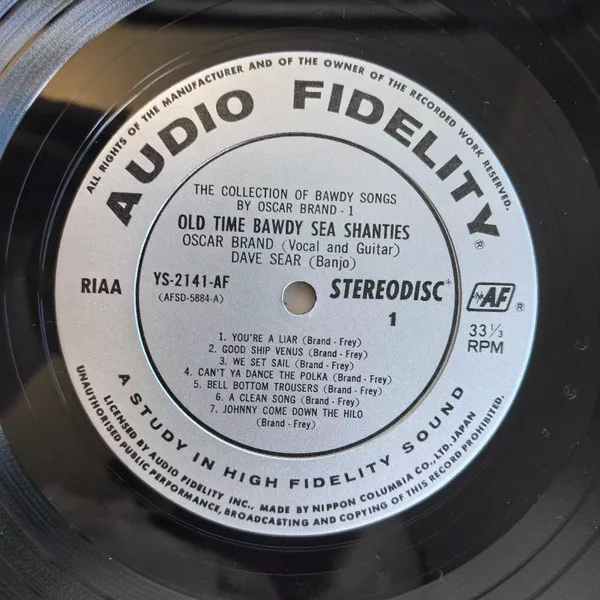 ALL RIGHTS OF THE MANUFACTURER AND OF THE OWNER OF THE RECORDED WORK RESERVED.
AUDIO FIDELITY®
THE COLLECTION OF BAWDY SONGS
BY OSCAR BRAND - 1
OLD TIME BAWDY SEA SHANTIES
OSCAR BRAND (Vocal and Guitar)
DAVE SEAR (Banjo)
RIAA
YS-2141-AF
(AFSD-5884-A)
STEREODISC*
1
AF®
33 1/3
RPM
1. YOU'RE A LIAR (Brand - Frey)
2. GOOD SHIP VENUS (Brand - Frey)
3. WE SET SAIL (Brand - Frey)
4. CAN'T YA DANCE THE POLKA (Brand - Frey)
5. BELL BOTTOM TROUSERS (Brand - Frey)
6. A CLEAN SONG (Brand - Frey)
7. JOHNNY COME DOWN THE HILO
(Brand - Frey)
A STUDY IN HIGH FIDELITY SOUND
LICENSED BY AUDIO FIDELITY INC., MADE BY NIPPON COLUMBIA CO., LTD. JAPAN
UNAUTHORISED PUBLIC PERFORMANCE, BROADCASTING AND COPYING OF THIS RECORD PROHIBITED.